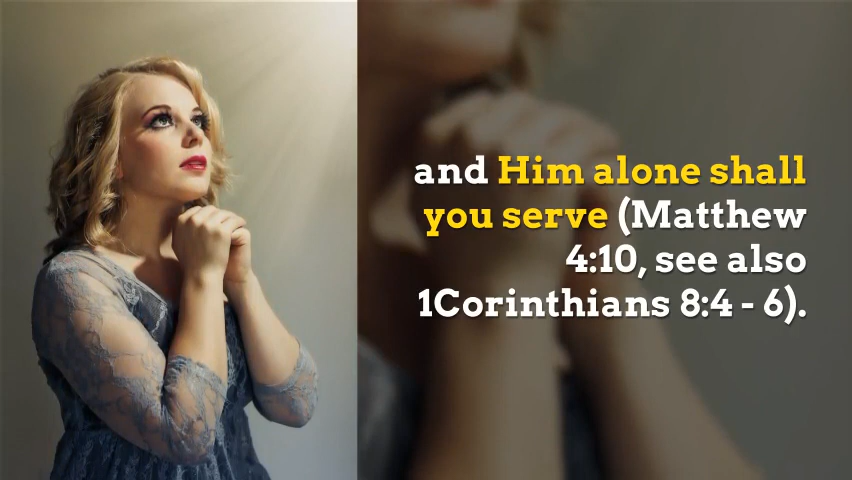 and Him alone shall
you serve (Matthew
4:10, see also
1Corinthians 8:4 - 6).